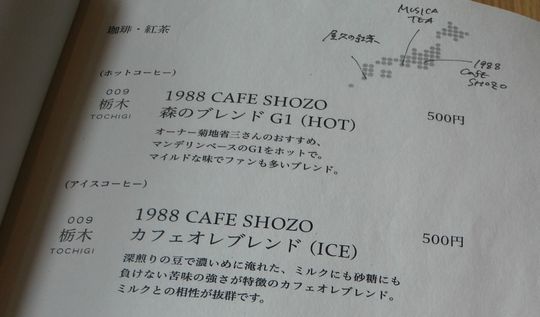 珈琲・紅茶
MUSICA
TEA
屋久の紅茶
1988
CAFE
SHOZO
(ホットコーヒー)
009
栃木
TOCHIGI
1988 CAFE SHOZO
森のブレンド G1 (HOT)
500円
オーナー菊地省三さんのおすすめ、
マンデリンベースのG1をホットで。
マイルドな味でファンも多いブレンド。
(アイスコーヒー)
009
栃木
TOCHIGI
1988 CAFE SHOZO
カフェオレブレンド (ICE)
500円
深煎りの豆で濃いめに淹れた、ミルクにも砂糖にも
負けない苦味の強さが特徴のカフェオレブレンド。
ミルクとの相性が抜群です。